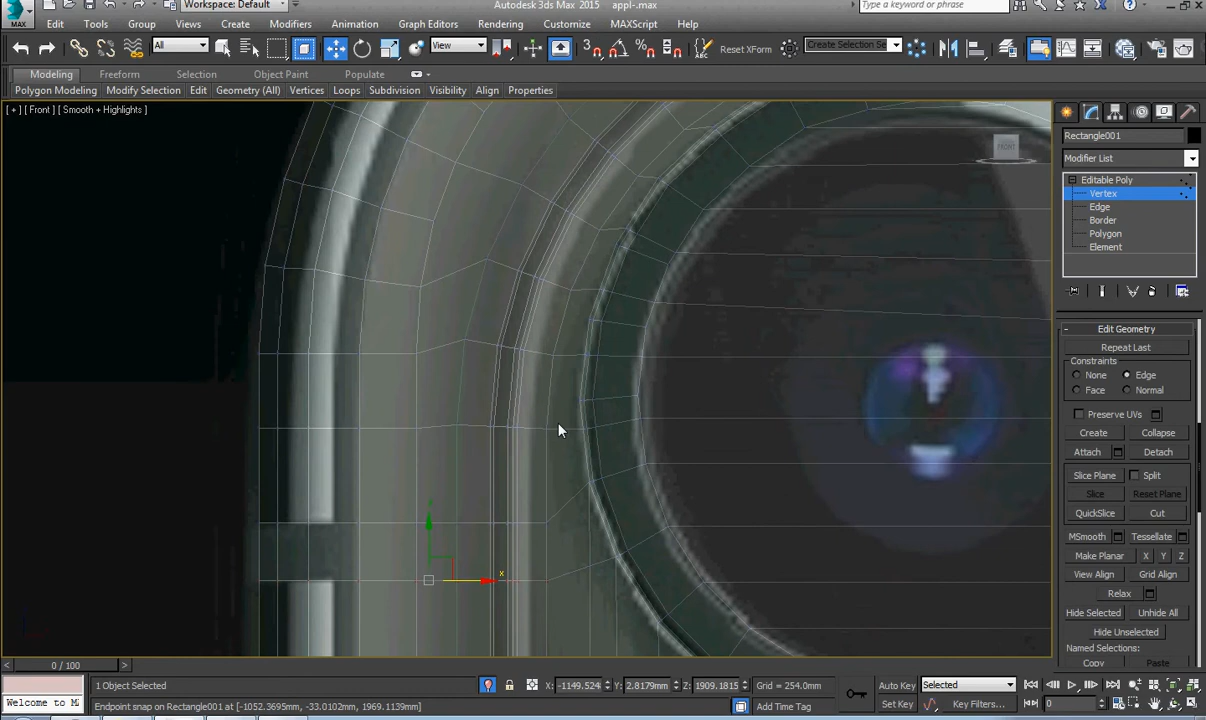 Workspace: Default
Autodesk 3ds Max 2015 appl-.max
Type a keyword or phrase
MAX
Edit Tools Group Views Create Modifiers Animation Graph Editors Rendering Customize MAXScript Help
All View Reset XForm Create Selection Se
Modeling Freeform Selection Object Paint Populate
Polygon Modeling Modify Selection Edit Geometry (All) Vertices Loops Subdivision Visibility Align Properties
[ + ] [ Front ] [ Smooth + Highlights ]
FRONT
x
Rectangle001
Modifier List
Editable Poly
Vertex
Edge
Border
Polygon
Element
- Edit Geometry
Repeat Last
Constraints
None Edge
Face Normal
Preserve UVs
Create Collapse
Attach Detach
Slice Plane Split
Slice Reset Plane
QuickSlice Cut
MSmooth Tessellate
Make Planar X Y Z
View Align Grid Align
Relax
Hide Selected Unhide All
Hide Unselected
Named Selections:
Copy Paste
< 0 / 100 >
1 Object Selected X: -1149.524 Y: 2.8179mm Z: 1909.1815 Grid = 254.0mm Auto Key Selected
Welcome to M
Endpoint snap on Rectangle001 at [-1052.3695mm, -33.0102mm, 1969.1139mm] Add Time Tag Set Key Key Filters... 0